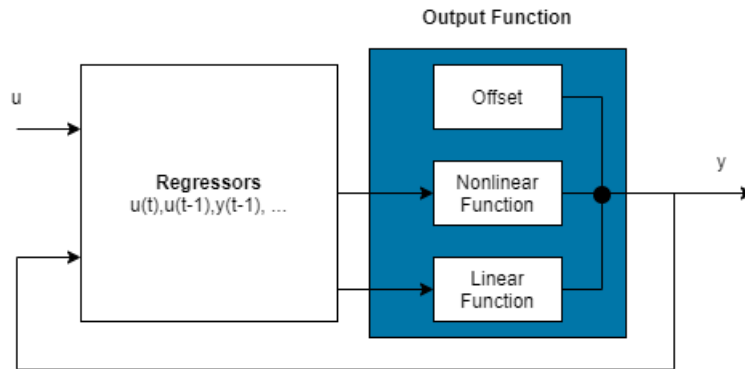 Output Function
u
Regressors
u(t),u(t-1),y(t-1), ...
Offset
Nonlinear
Function
Linear
Function
y